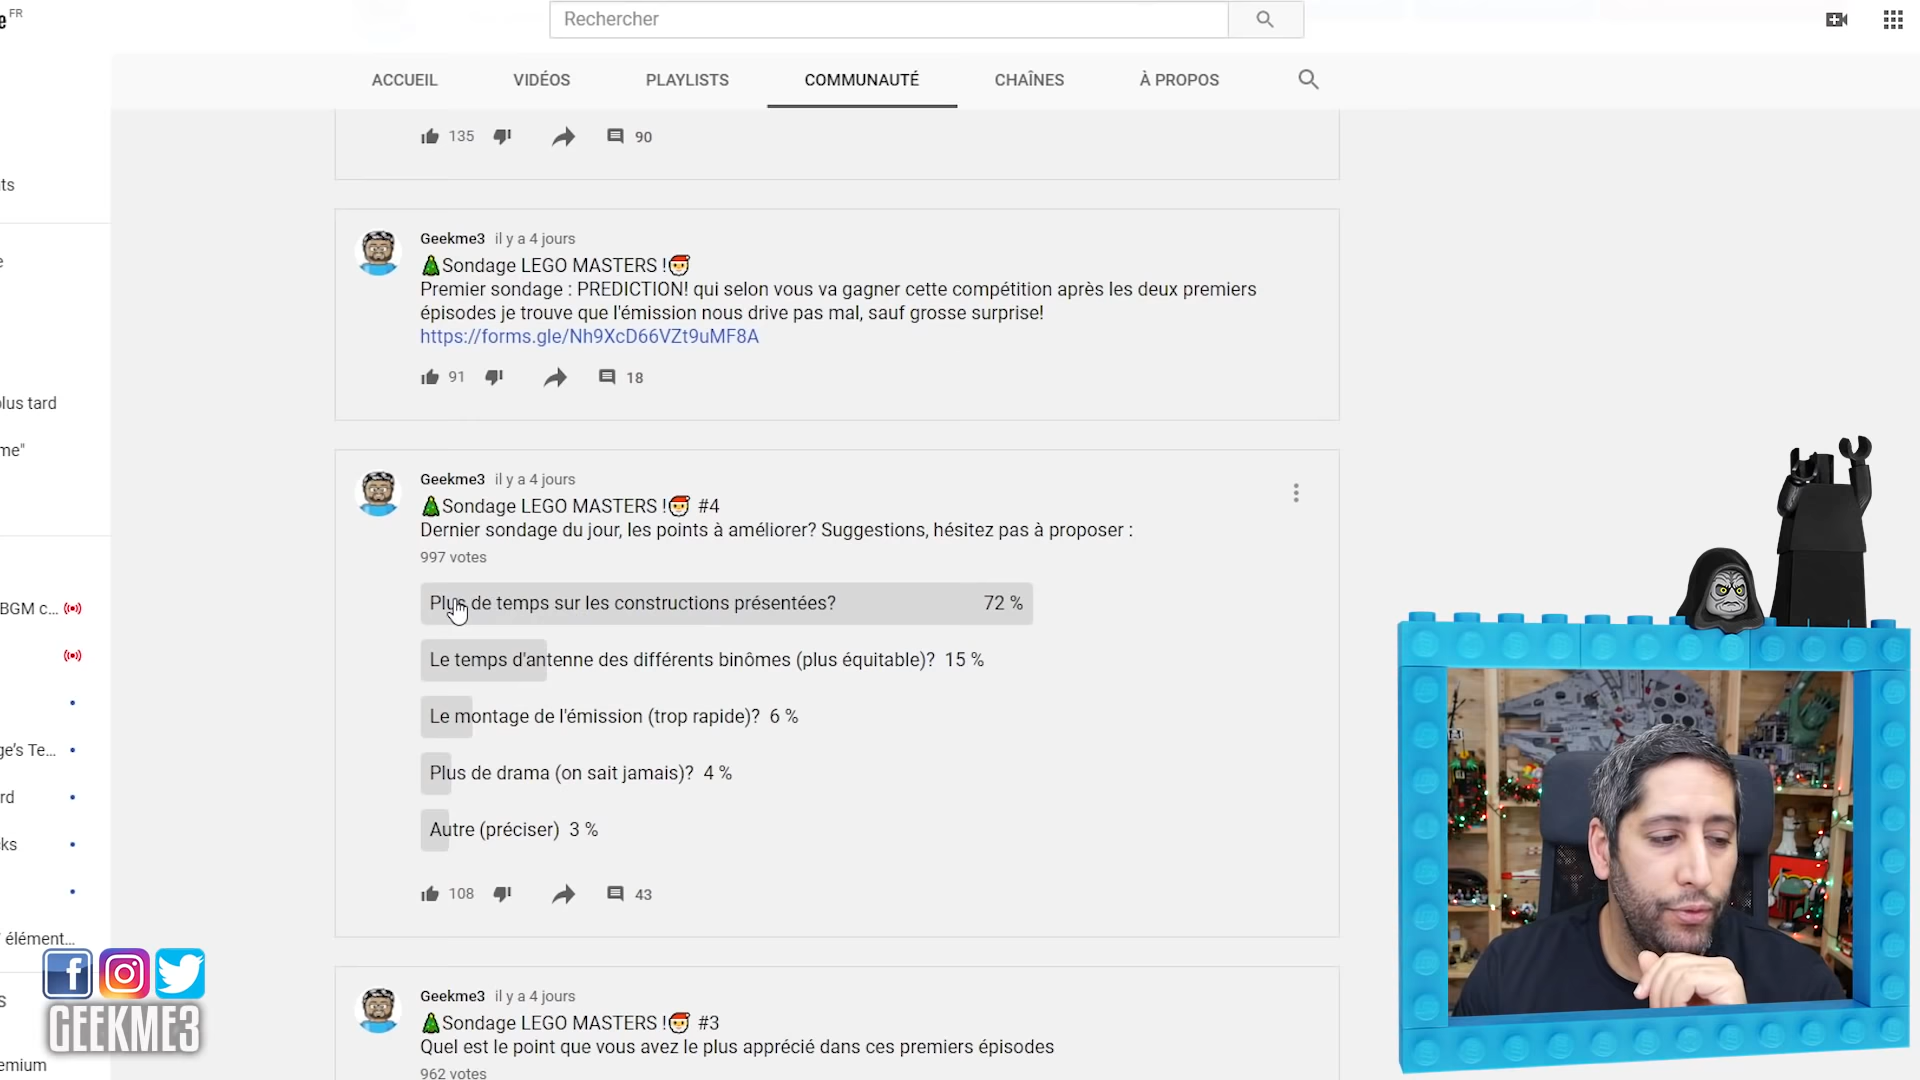 FR
Rechercher
ACCUEIL VIDÉOS PLAYLISTS COMMUNAUTÉ CHAÎNES À PROPOS
135 90
Geekme3 il y a 4 jours
🎄Sondage LEGO MASTERS !🎅
Premier sondage : PREDICTION! qui selon vous va gagner cette compétition après les deux premiers
épisodes je trouve que l'émission nous drive pas mal, sauf grosse surprise!
https://forms.gle/Nh9XcD66VZt9uMF8A
91 18
Geekme3 il y a 4 jours
🎄Sondage LEGO MASTERS !🎅 #4
Dernier sondage du jour, les points à améliorer? Suggestions, hésitez pas à proposer :
997 votes
Plus de temps sur les constructions présentées? 72 %
Le temps d'antenne des différents binômes (plus équitable)? 15 %
Le montage de l'émission (trop rapide)? 6 %
Plus de drama (on sait jamais)? 4 %
Autre (préciser) 3 %
108 43
Geekme3 il y a 4 jours
🎄Sondage LEGO MASTERS !🎅 #3
Quel est le point que vous avez le plus apprécié dans ces premiers épisodes
962 votes
plus tard
me"
BGM c...
ge's Te...
rd
cks
élément...
GEEKME3
emium